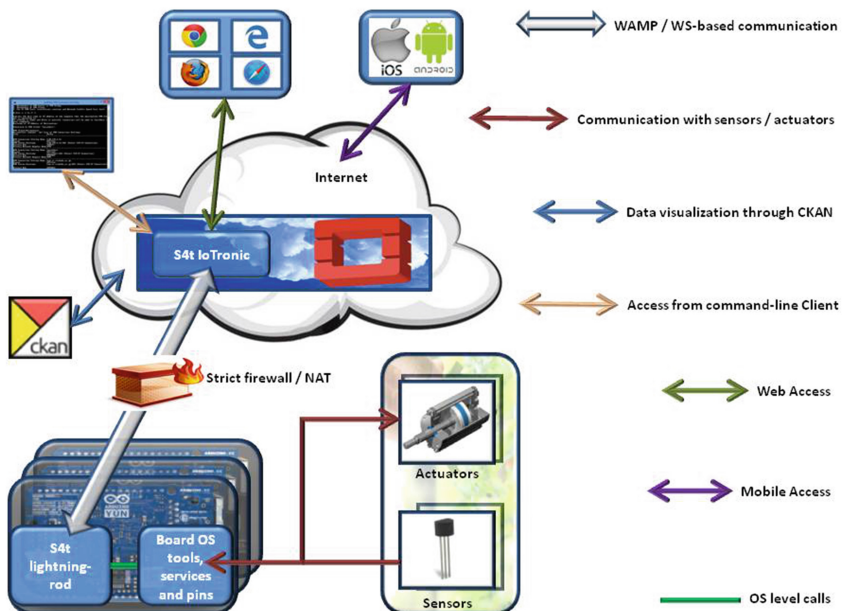 WAMP / WS-based communication
iOS
ANDROID
Communication with sensors / actuators
Internet
Data visualization through CKAN
S4t IoTronic
Access from command-line Client
ckan
Strict firewall / NAT
Web Access
Actuators
Mobile Access
ARDUINO
YUN
S4t
lightning-
rod
Board OS
tools,
services
and pins
Sensors
OS level calls